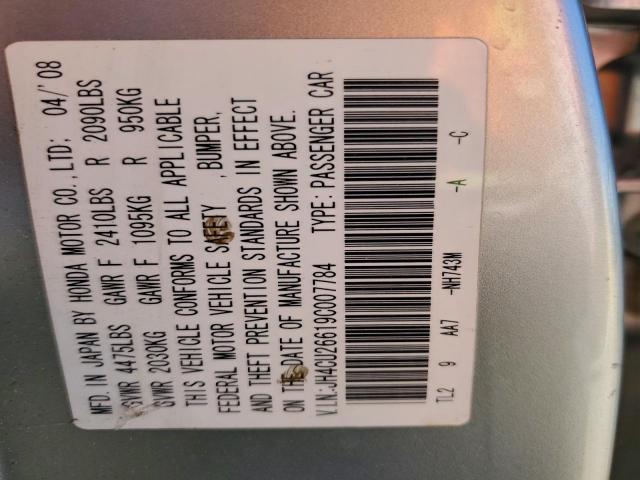 MFD. IN JAPAN BY HONDA MOTOR CO., LTD; 04/'08
GVWR 4475LBS GAWR F 2410LBS R 2090LBS
GVWR 2030KG GAWR F 1095KG R 950KG
THIS VEHICLE CONFORMS TO ALL APPLICABLE
FEDERAL MOTOR VEHICLE SAFETY ,BUMPER,
AND THEFT PREVENTION STANDARDS IN EFFECT
ON THE DATE OF MANUFACTURE SHOWN ABOVE.
V.I.N.:JH4CU26619C007784 TYPE: PASSENGER CAR
TL2 9 AA7 -NH743M -A -C